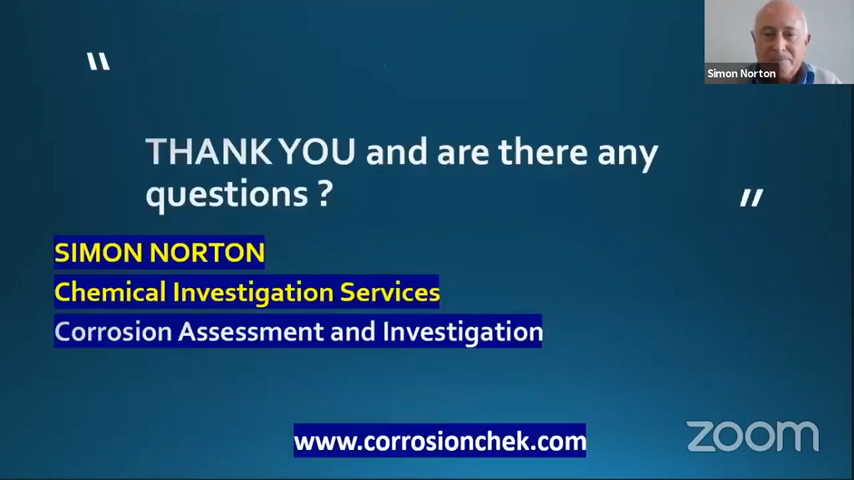 Simon Norton
"
THANK YOU and are there any
questions ?
"
SIMON NORTON
Chemical Investigation Services
Corrosion Assessment and Investigation
www.corrosionchek.com
zoom